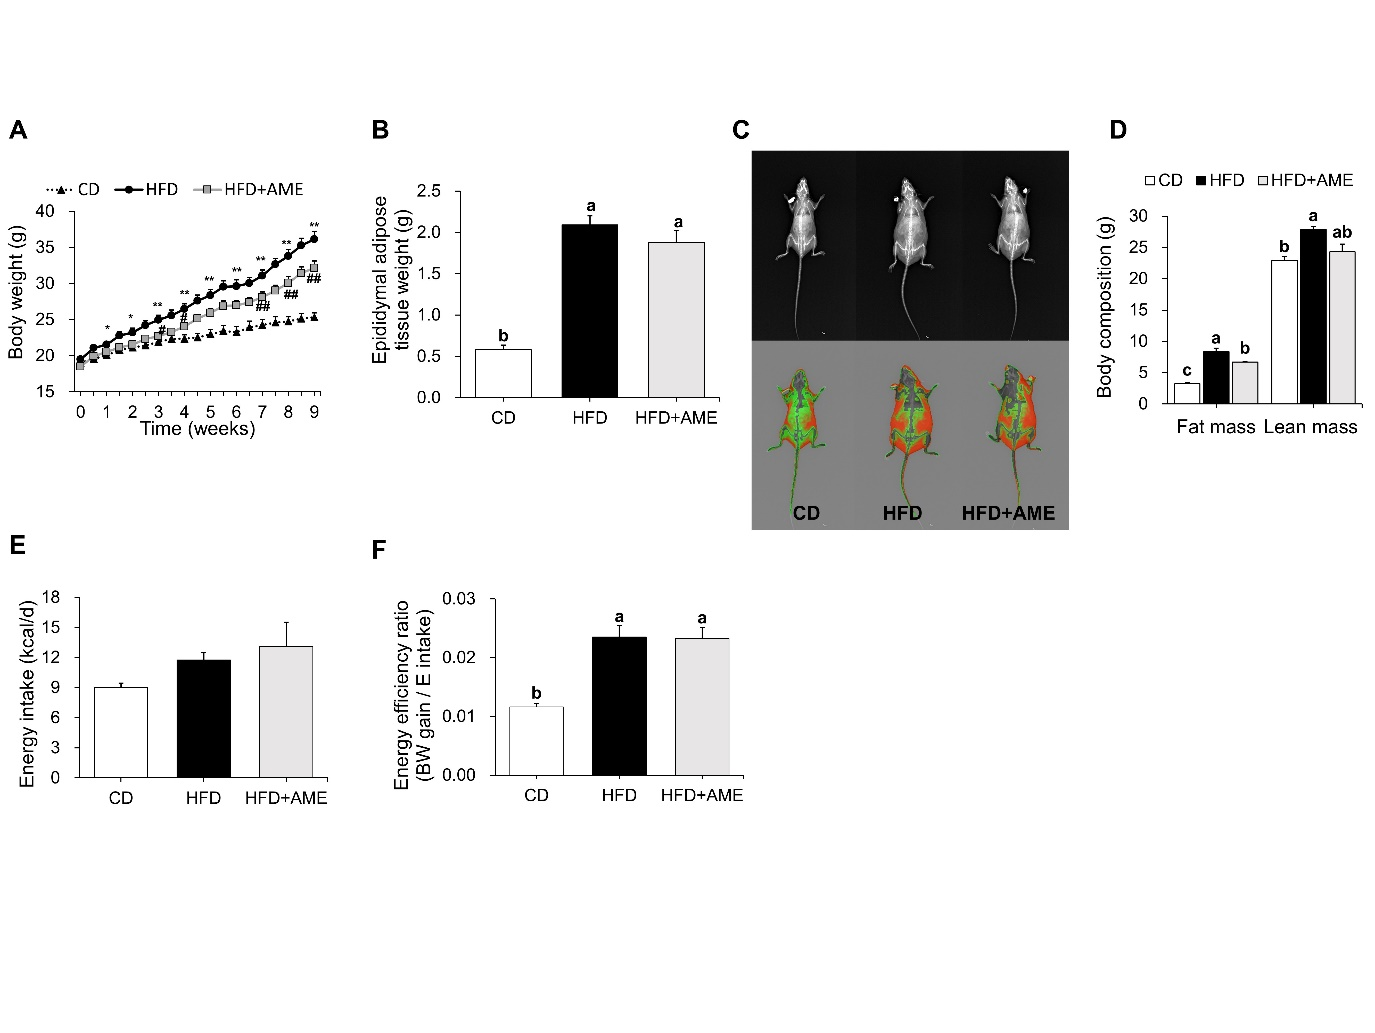 A
CD HFD HFD+AME
Body weight (g)
40
35
30
25
20
15
* * ** ** ** ** ** ** **
# # ## ## ##
0 1 2 3 4 5 6 7 8 9
Time (weeks)
B
Epididymal adipose
tissue weight (g)
2.5
2.0
1.5
1.0
0.5
0.0
b a a
CD HFD HFD+AME
C
CD HFD HFD+AME
D
CD HFD HFD+AME
Body composition (g)
30
25
20
15
10
5
0
c a b b a ab
Fat mass Lean mass
E
Energy intake (kcal/d)
18
15
12
9
6
3
0
CD HFD HFD+AME
F
Energy efficiency ratio
(BW gain / E intake)
0.03
0.02
0.01
0.00
b a a
CD HFD HFD+AME